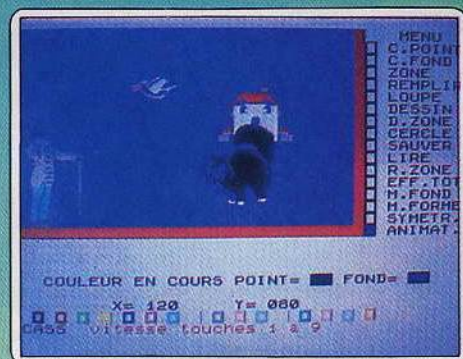 MENU
C.POINT
C.FOND
ZONE
REMPLIR
LOUPE
DESSIN
D.ZONE
CERCLE
SAUVER
LIRE
R.ZONE
EFF.TOT
M.FOND
M.FORME
SYMETR.
ANIMAT.
COULEUR EN COURS POINT= FOND=
X= 120 Y= 080
CASS vitesse touches 1 a 9